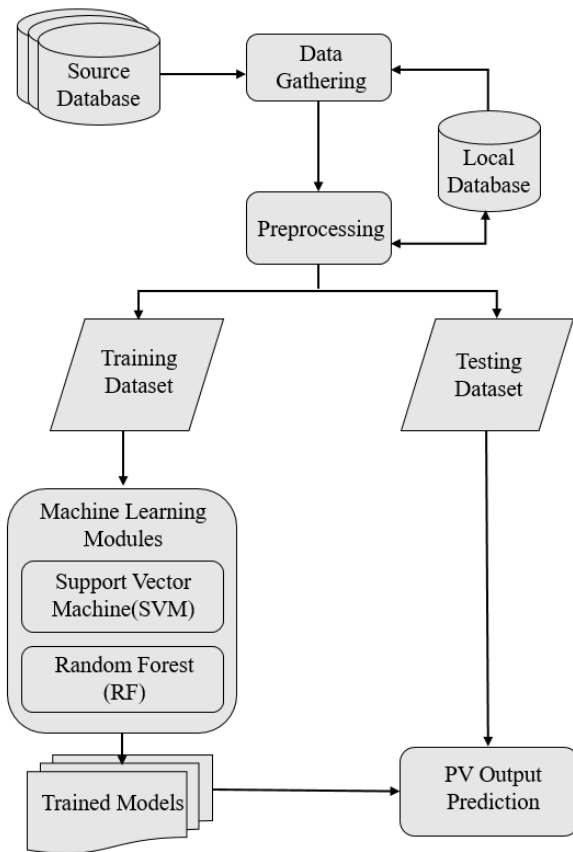 Source
Database
Data
Gathering
Local
Database
Preprocessing
Training
Dataset
Testing
Dataset
Machine Learning
Modules
Support Vector
Machine(SVM)
Random Forest
(RF)
Trained Models
PV Output
Prediction